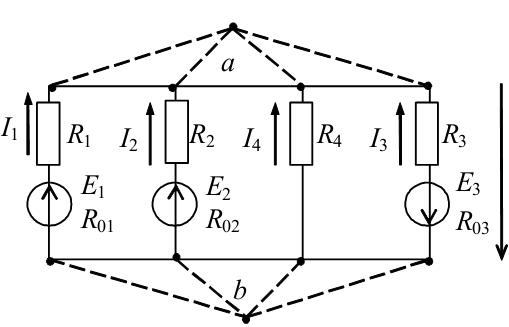 a
I1 R1 I2 R2 I4 R4 I3 R3
E1 E2 E3
R01 R02 R03
b